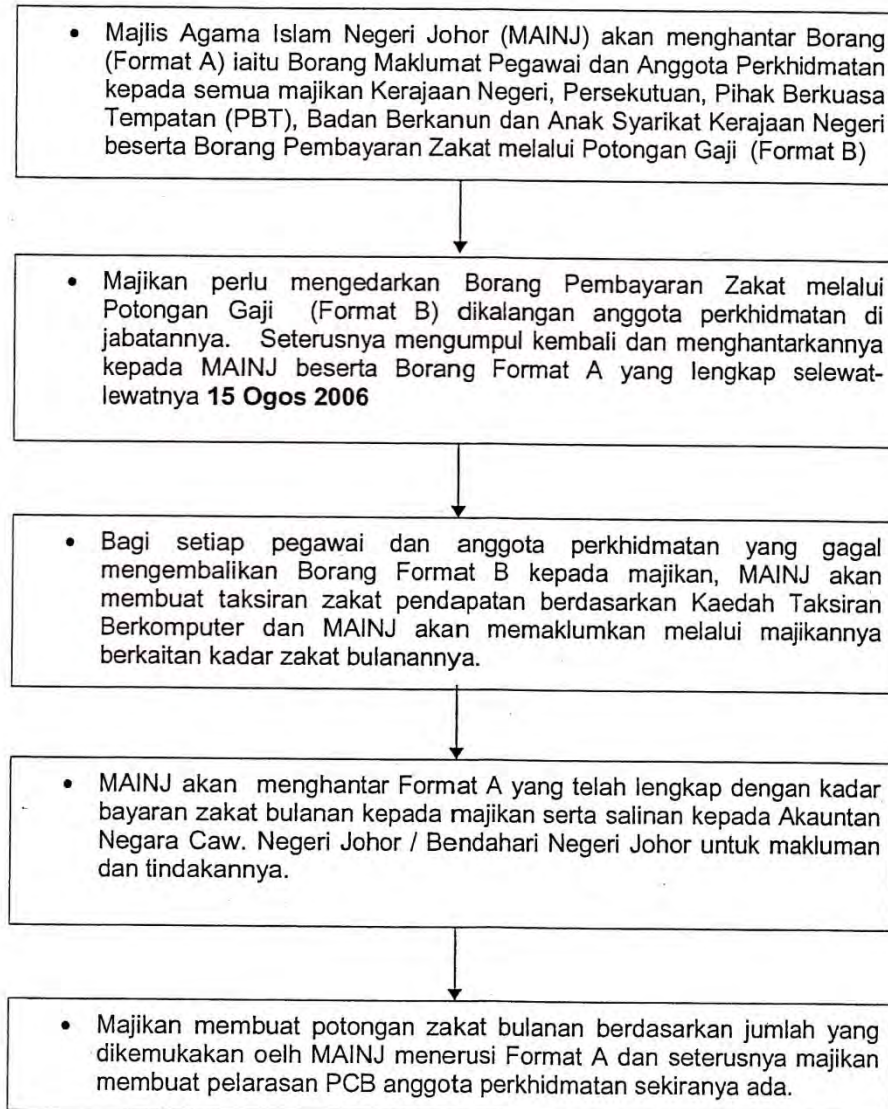 • Majlis Agama Islam Negeri Johor (MAINJ) akan menghantar Borang
(Format A) iaitu Borang Maklumat Pegawai dan Anggota Perkhidmatan
kepada semua majikan Kerajaan Negeri, Persekutuan, Pihak Berkuasa
Tempatan (PBT), Badan Berkanun dan Anak Syarikat Kerajaan Negeri
beserta Borang Pembayaran Zakat melalui Potongan Gaji (Format B)
• Majikan perlu mengedarkan Borang Pembayaran Zakat melalui
Potongan Gaji (Format B) dikalangan anggota perkhidmatan di
jabatannya. Seterusnya mengumpul kembali dan menghantarkannya
kepada MAINJ beserta Borang Format A yang lengkap selewat-
lewatnya 15 Ogos 2006
• Bagi setiap pegawai dan anggota perkhidmatan yang gagal
mengembalikan Borang Format B kepada majikan, MAINJ akan
membuat taksiran zakat pendapatan berdasarkan Kaedah Taksiran
Berkomputer dan MAINJ akan memaklumkan melalui majikannya
berkaitan kadar zakat bulanannya.
• MAINJ akan menghantar Format A yang telah lengkap dengan kadar
bayaran zakat bulanan kepada majikan serta salinan kepada Akauntan
Negara Caw. Negeri Johor / Bendahari Negeri Johor untuk makluman
dan tindakannya.
• Majikan membuat potongan zakat bulanan berdasarkan jumlah yang
dikemukakan oelh MAINJ menerusi Format A dan seterusnya majikan
membuat pelarasan PCB anggota perkhidmatan sekiranya ada.